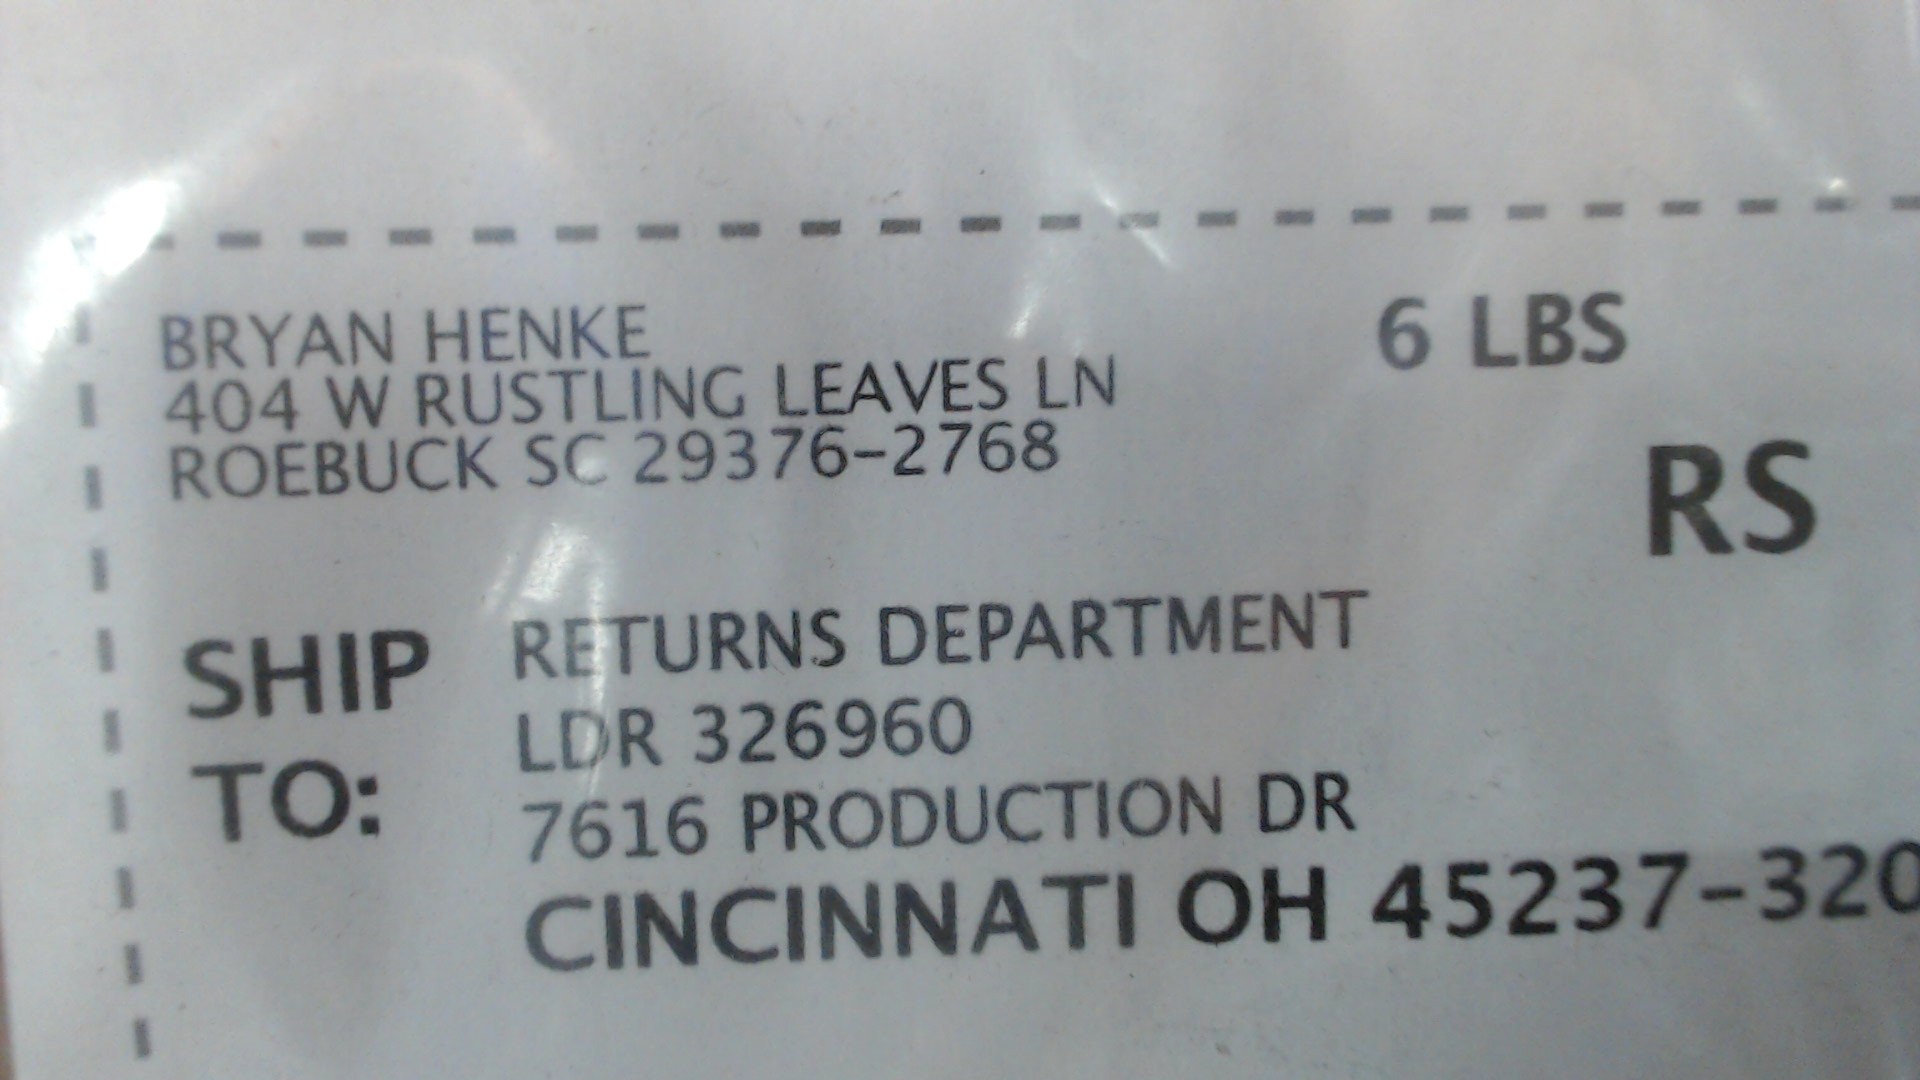 BRYAN HENKE
404 W RUSTLING LEAVES LN
ROEBUCK SC 29376-2768
6 LBS
RS
SHIP TO:
RETURNS DEPARTMENT
LDR 326960
7616 PRODUCTION DR
CINCINNATI OH 45237-320